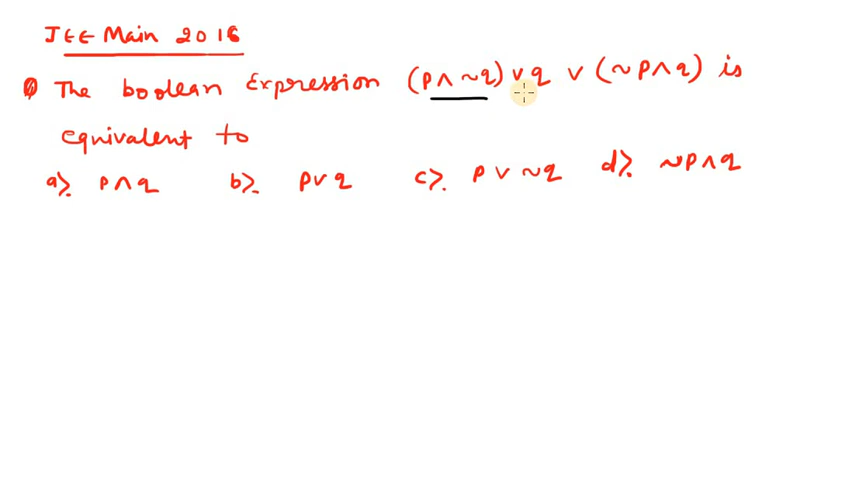 JEE Main 2016
The boolean Expression (p ∧ ~q) ∨ q ∨ (~p ∧ q) is
equivalent to
a). p ∧ q b). p ∨ q c). p ∨ ~q d). ~p ∧ q